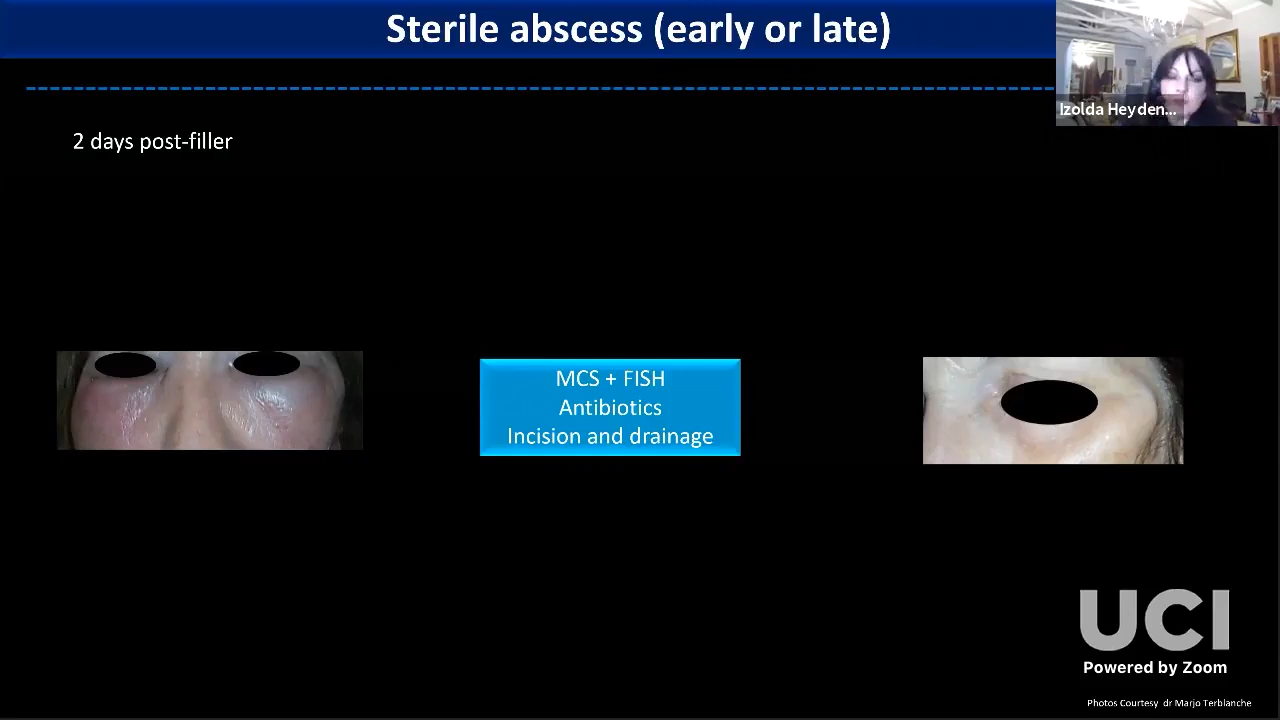 Sterile abscess (early or late)
Izolda Heyden...
2 days post-filler
MCS + FISH
Antibiotics
Incision and drainage
UCI
Powered by Zoom
Photos Courtesy dr Marjo Terblanche